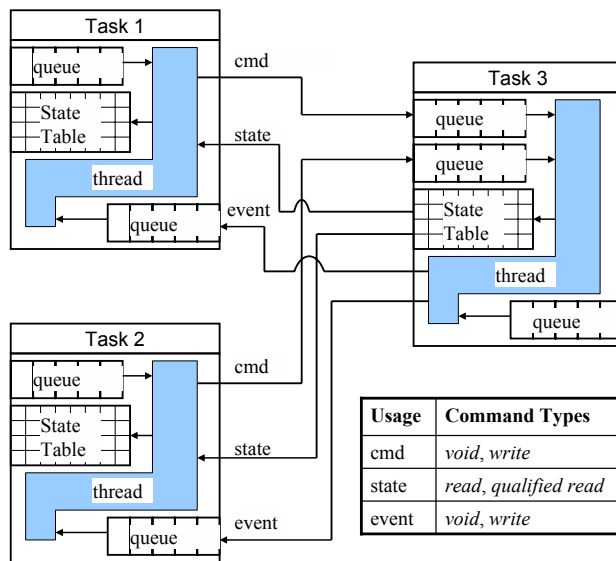 Task 1
queue
State
Table
thread
queue
cmd
state
event
Task 3
queue
queue
State
Table
thread
queue
Task 2
queue
State
Table
thread
queue
cmd
state
event
Usage Command Types
cmd void, write
state read, qualified read
event void, write